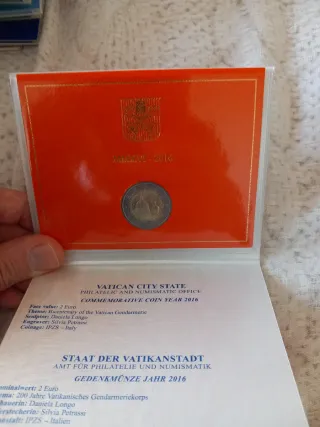 VATICAN CITY STATE
PHILATELIC AND NUMISMATIC OFFICE
COMMEMORATIVE COIN YEAR 2016
Face value: 2 Euro
Theme: Bicentenary of the Vatican Gendarmerie
Sculptor: Daniela Longo
Engraver: Silvia Petrassi
Coinage: IPZS – Italy
STAAT DER VATIKANSTADT
AMT FÜR PHILATELIE UND NUMISMATIK
GEDENKMÜNZE JAHR 2016
Nominalwert: 2 Euro
200 Jahre Vatikanisches Gendarmeriekorps
Daniela Longo
Silvia Petrassi
IPZS – Italien